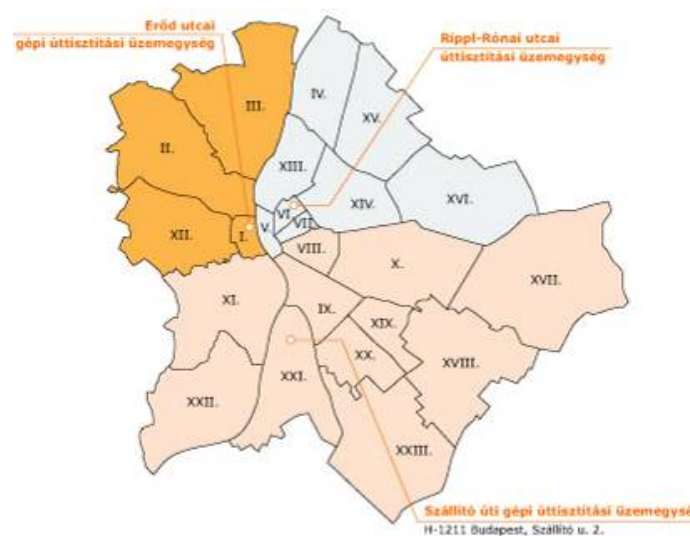 Erőd utcai
gépi úttisztítási üzemegység
Rippl-Rónai utcai
úttisztítási üzemegység
III.
IV.
XV.
II.
XIII.
XIV.
XVI.
VI.
VII.
V.
XII.
I.
VIII.
X.
XVII.
XI.
IX.
XIX.
XX.
XVIII.
XXI.
XXII.
XXIII.
Szállító úti gépi úttisztítási üzemegysé
H-1211 Budapest, Szállító u. 2.